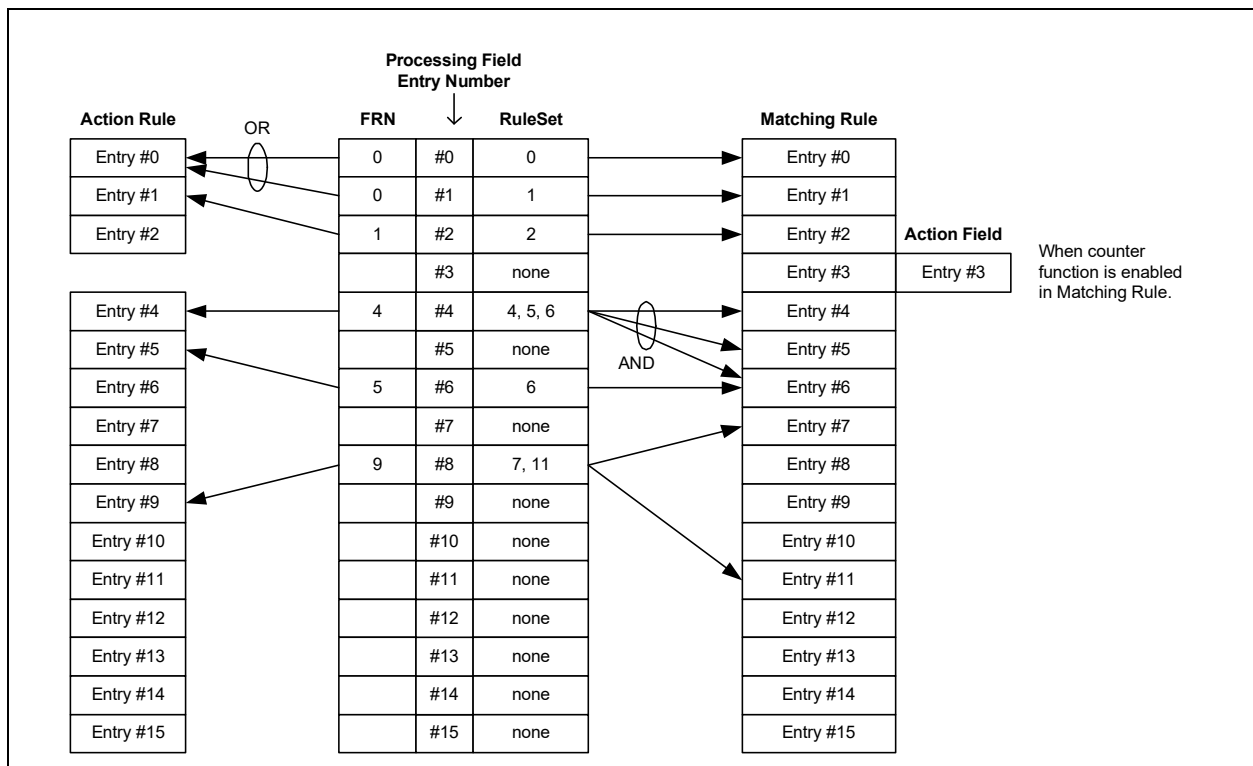 Processing Field
Entry Number
Action Rule
OR
FRN
RuleSet
Matching Rule
Entry #0
0
#0
0
Entry #0
Entry #1
0
#1
1
Entry #1
Entry #2
1
#2
2
Entry #2
Action Field
#3
none
Entry #3
Entry #3
When counter
function is enabled
in Matching Rule.
Entry #4
4
#4
4, 5, 6
Entry #4
Entry #5
#5
none
AND
Entry #5
Entry #6
5
#6
6
Entry #6
Entry #7
#7
none
Entry #7
Entry #8
9
#8
7, 11
Entry #8
Entry #9
#9
none
Entry #9
Entry #10
#10
none
Entry #10
Entry #11
#11
none
Entry #11
Entry #12
#12
none
Entry #12
Entry #13
#13
none
Entry #13
Entry #14
#14
none
Entry #14
Entry #15
#15
none
Entry #15